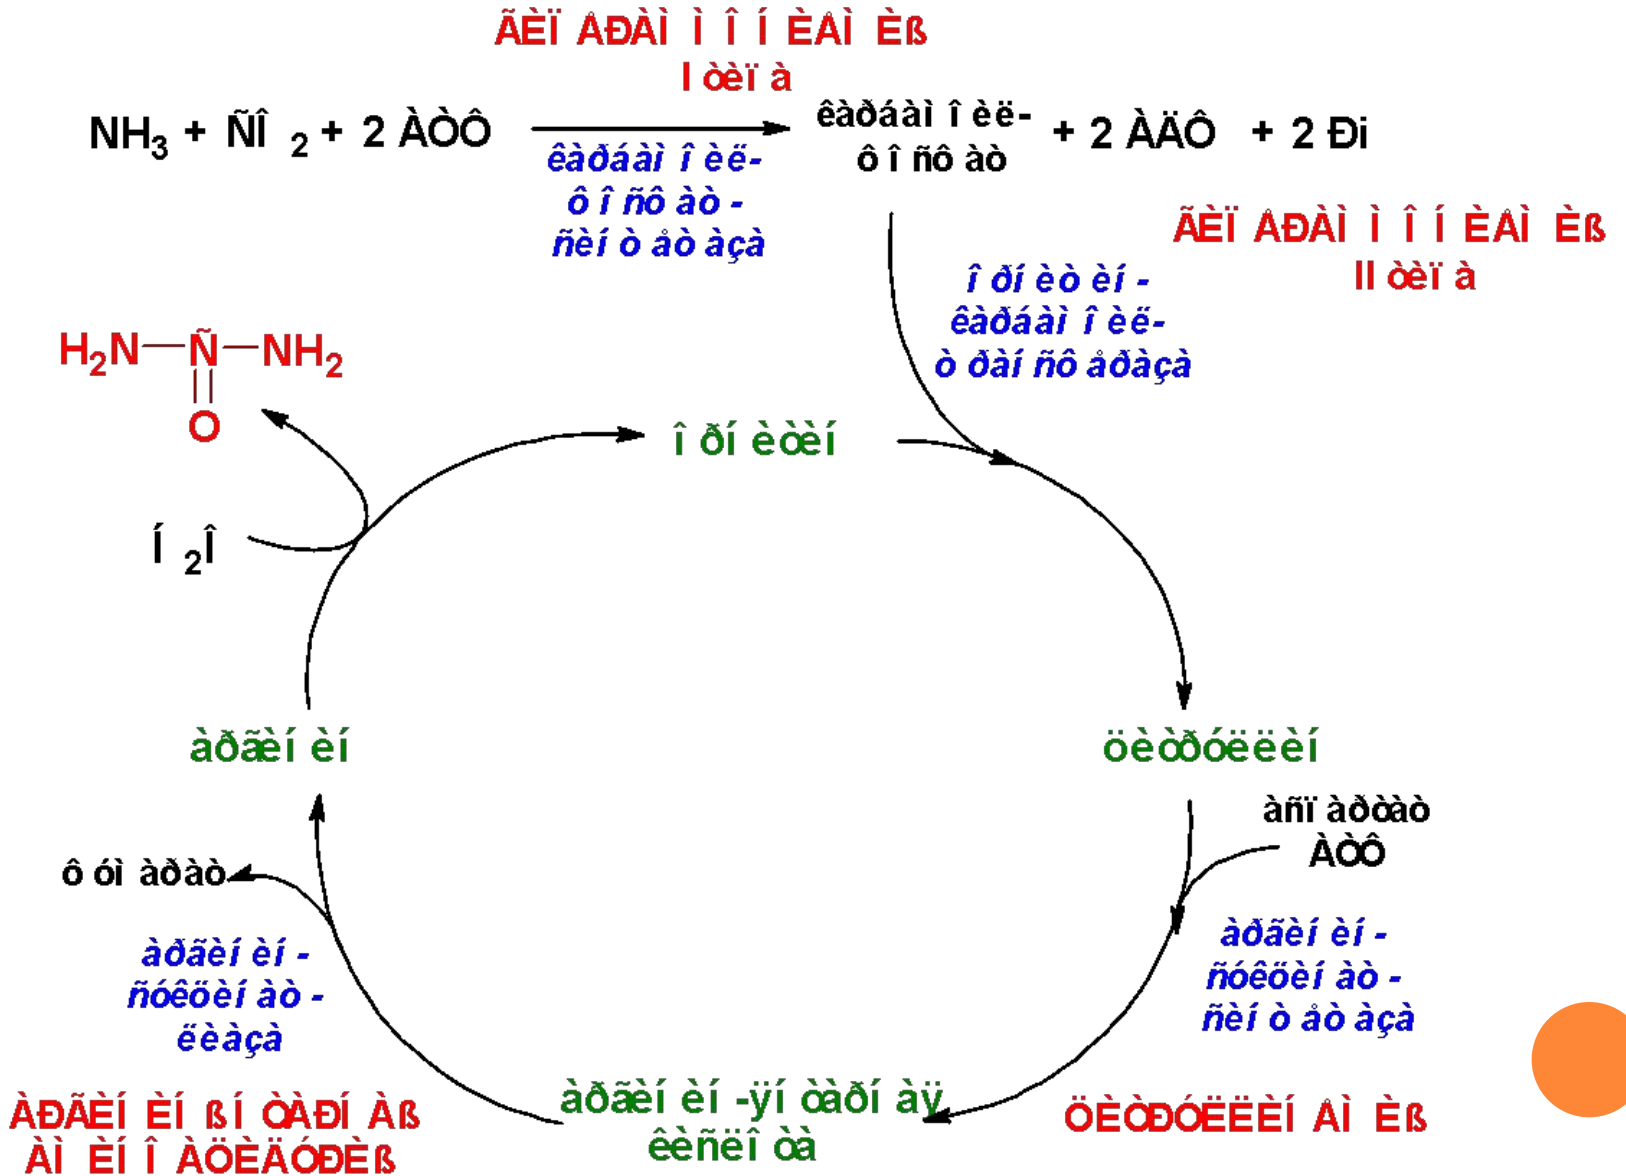 ÃÈÏ ÅÐÀÌ Ì Î Í ÈÅÌ Èß
I òèï à
NH3 + ÑÎ 2 + 2 ÀÒÔ
êàðáàì î èë-
ô î ñô àò
+ 2 ÀÄÔ + 2 Ði
êàðáàì î èë-
ô î ñô àò -
ñèí ò åò àçà
ÃÈÏ ÅÐÀÌ Ì Î Í ÈÅÌ Èß
II òèï à
î ðí èò èí -
êàðáàì î èë-
ò ðàí ñô åðàçà
H2N—Ñ—NH2
O
î ðí èòèí
Í 2Î
àðãèí èí
öèòðóëëèí
àñï àðòàò
ÀÒÔ
ô óì àðàò
àðãèí èí -
ñóêöèí àò -
ëèàçà
àðãèí èí -
ñóêöèí àò -
ñèí ò åò àçà
àðãèí èí -ÿí òàðí àÿ
êèñëî òà
ÀÐÃÈÍ ÈÍ ßÍ ÒÀÐÍ Àß
ÀÌ ÈÍ Î ÀÖÈÄÓÐÈß
ÖÈÒÐÓËËÈÍ ÅÌ Èß